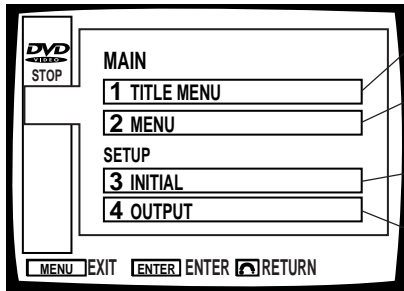 DVD
VIDEO
STOP
MAIN
1 TITLE MENU
2 MENU
SETUP
3 INITIAL
4 OUTPUT
MENU EXIT ENTER ENTER RETURN